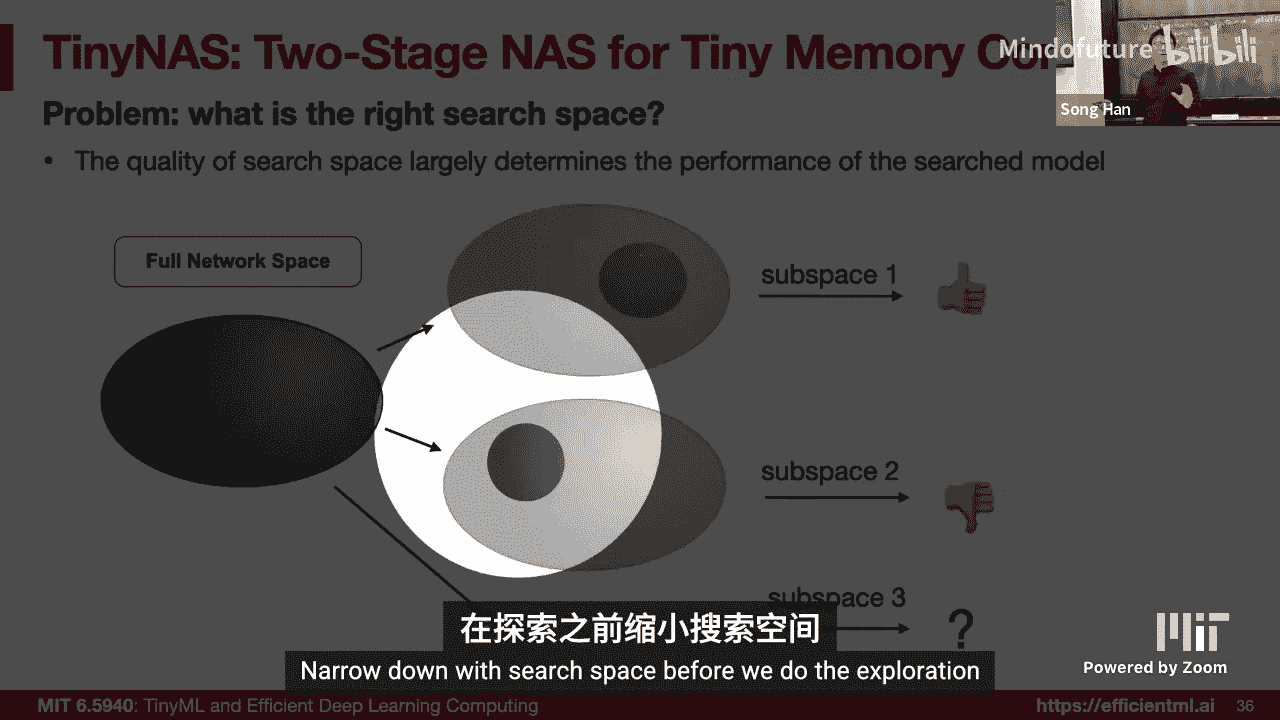 TinyNAS: Two-Stage NAS for Tiny Memory Con
Mindofuture bilibili
Problem: what is the right search space?
Song Han
• The quality of search space largely determines the performance of the searched model
Full Network Space
subspace 1
subspace 2
subspace 3
?
在探索之前缩小搜索空间
Narrow down with search space before we do the exploration
MIT
Powered by Zoom
MIT 6.5940: TinyML and Efficient Deep Learning Computing
https://efficientml.ai
36